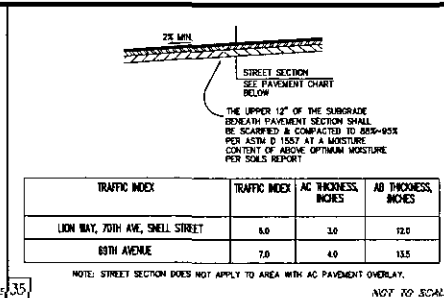 2% MIN.
STREET SECTION
SEE PAVEMENT CHART
BELOW
THE UPPER 12" OF THE SUBGRADE
BENEATH PAVEMENT SECTION SHALL
BE SCARIFIED & COMPACTED TO 88%-95%
PER ASTM D 1557 AT A MOISTURE
CONTENT OF ABOVE OPTIMUM MOISTURE
PER SOILS REPORT
TRAFFIC INDEX TRAFFIC INDEX AC THICKNESS, INCHES AB THICKNESS, INCHES
LION WAY, 70TH AVE, SNELL STREET 6.0 3.0 12.0
69TH AVENUE 7.0 4.0 13.5
NOTE: STREET SECTION DOES NOT APPLY TO AREA WITH AC PAVEMENT OVERLAY.
35
NOT TO SCAL